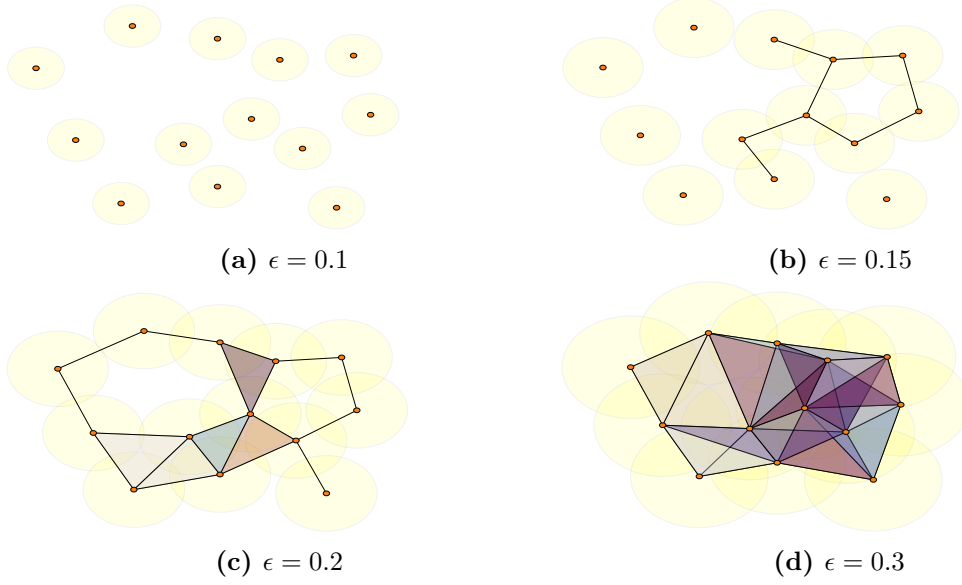 (a) ϵ = 0.1
(b) ϵ = 0.15
(c) ϵ = 0.2
(d) ϵ = 0.3